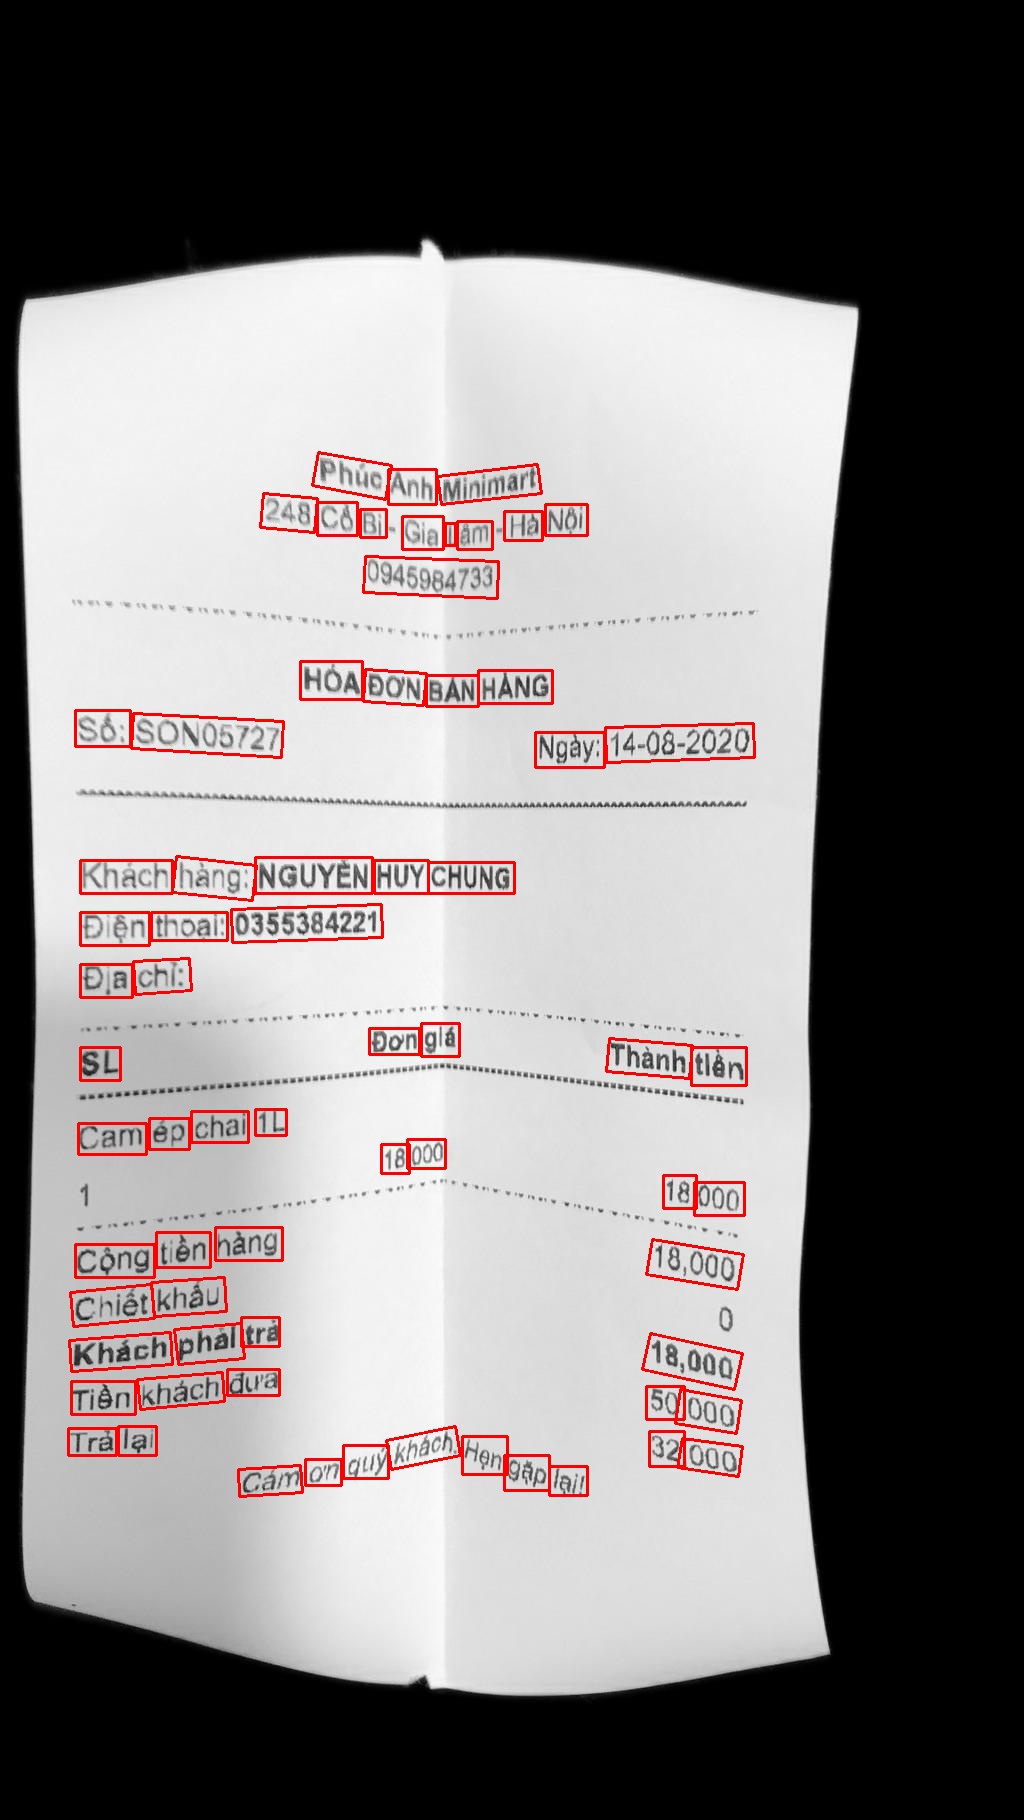 Phúc Anh Minimart
248 Cổ Bi - Gia Lâm - Hà Nội
0945984733
HÓA ĐƠN BÁN HÀNG
Số: SON05727 Ngày: 14-08-2020
Khách hàng: NGUYỄN HUY CHUNG
Điện thoại: 0355384221
Địa chỉ:
SL Đơn giá Thành tiền
Cam ép chai 1L
1 18,000 18,000
Cộng tiền hàng 18,000
Chiết khấu 0
Khách phải trả 18,000
Tiền khách đưa 50,000
Trả lại 32,000
Cám ơn quý khách. Hẹn gặp lại!